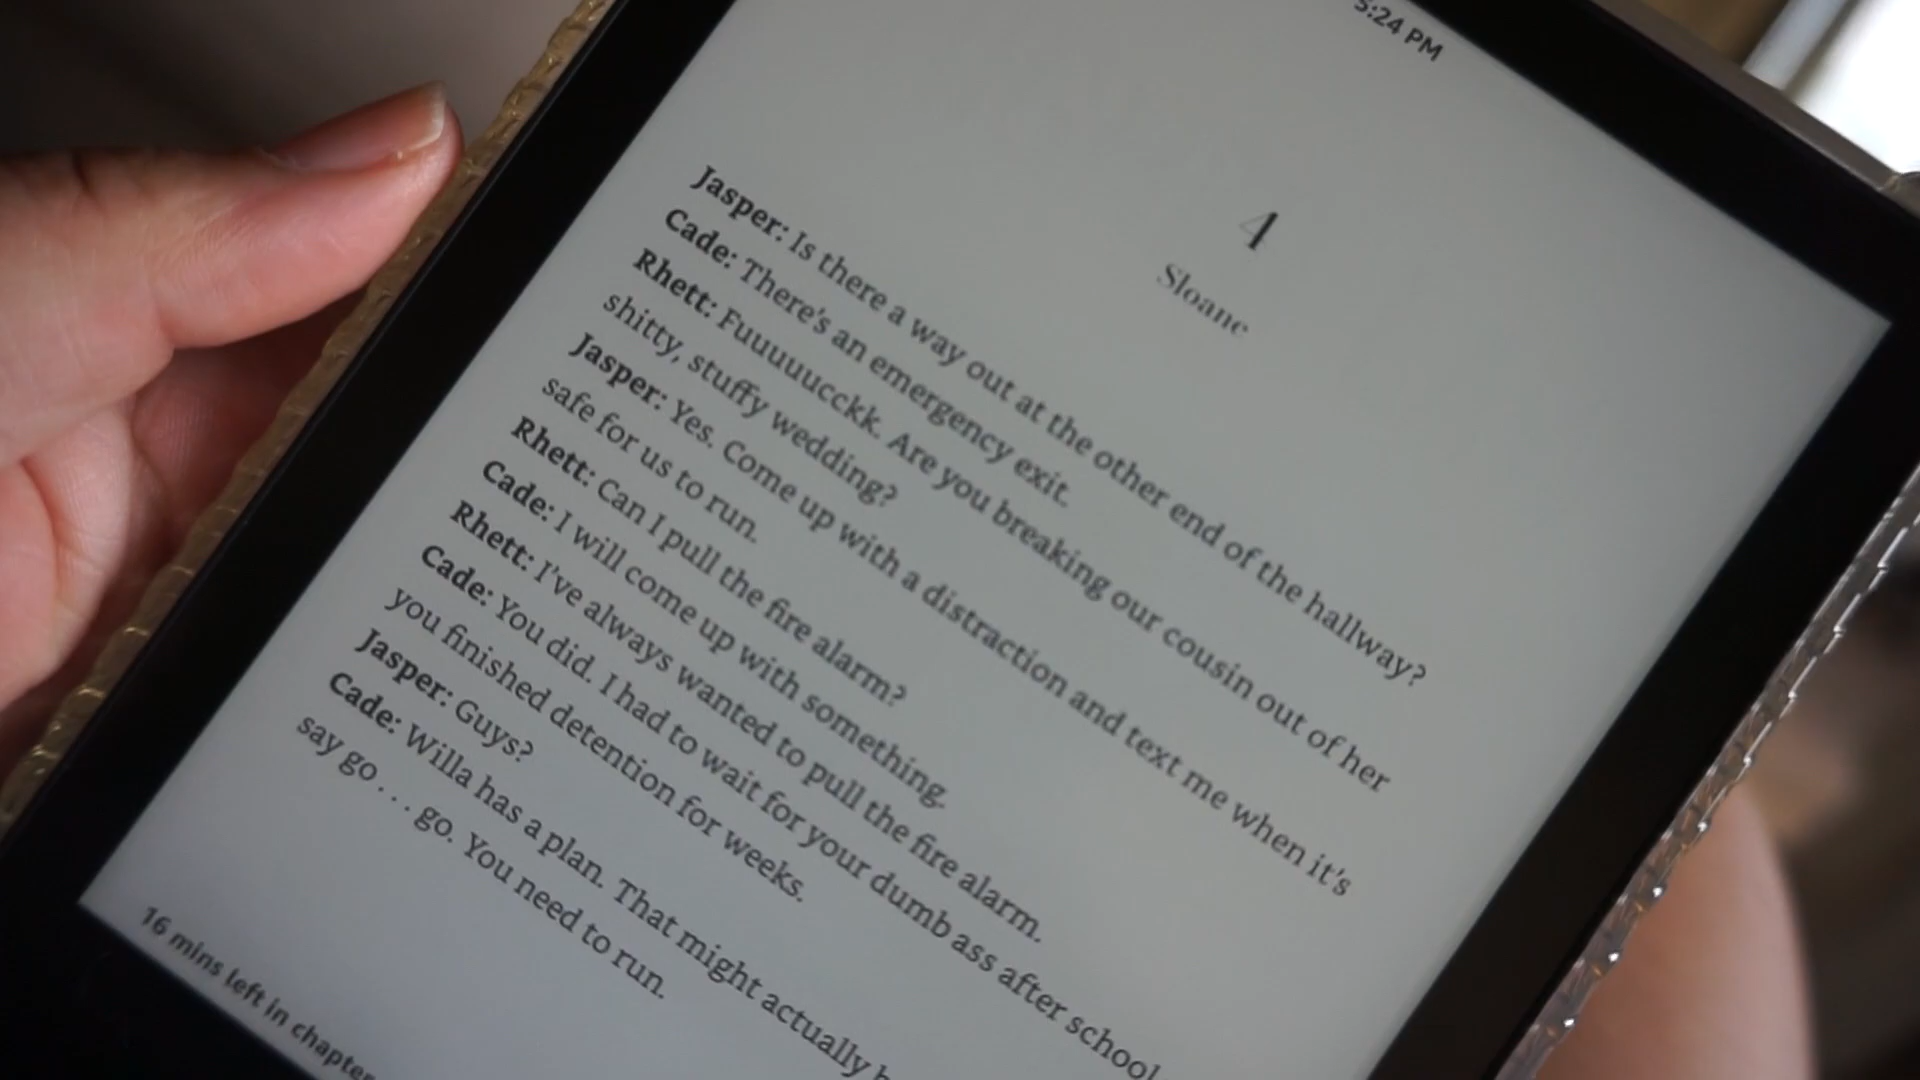 5:24 PM
4
Sloane
Jasper: Is there a way out at the other end of the hallway?
Cade: There's an emergency exit.
Rhett: Fuuuuucckk. Are you breaking our cousin out of her
shitty, stuffy wedding?
Jasper: Yes. Come up with a distraction and text me when it's
safe for us to run.
Rhett: Can I pull the fire alarm?
Cade: I will come up with something.
Rhett: I've always wanted to pull the fire alarm.
Cade: You did. I had to wait for your dumb ass after school
you finished detention for weeks.
Jasper: Guys?
Cade: Willa has a plan. That might actually
say go . . . go. You need to run.
16 mins left in chapter